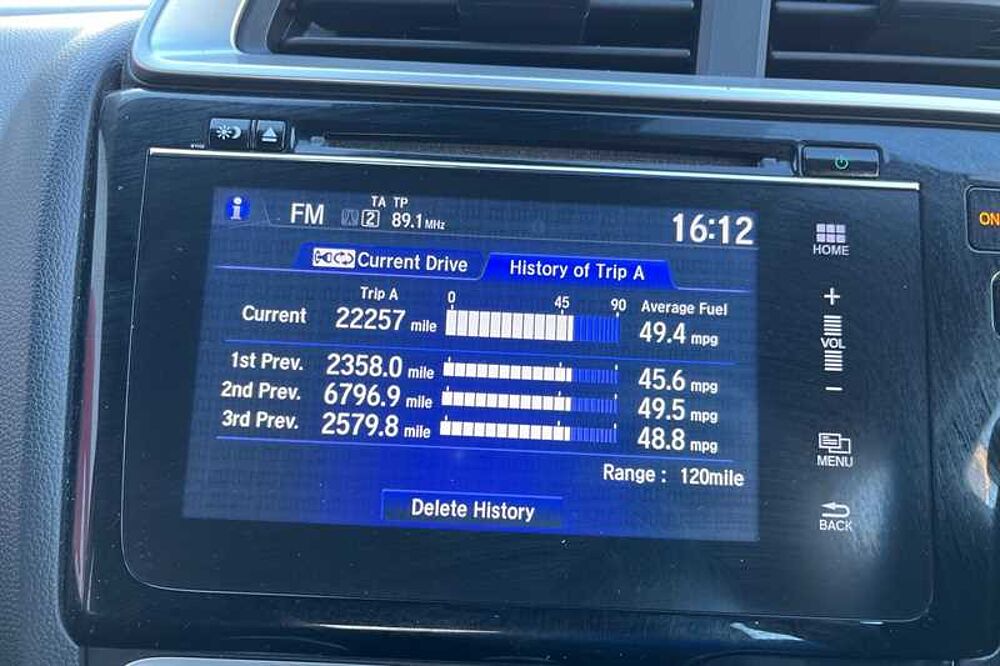 TA TP
i FM 2 89.1 MHz 16:12
Current Drive History of Trip A
Trip A 0 45 90 Average Fuel
Current 22257 mile 49.4 mpg
1st Prev. 2358.0 mile 45.6 mpg
2nd Prev. 6796.9 mile 49.5 mpg
3rd Prev. 2579.8 mile 48.8 mpg
Range : 120mile
Delete History
HOME
+
VOL
−
MENU
BACK
ON